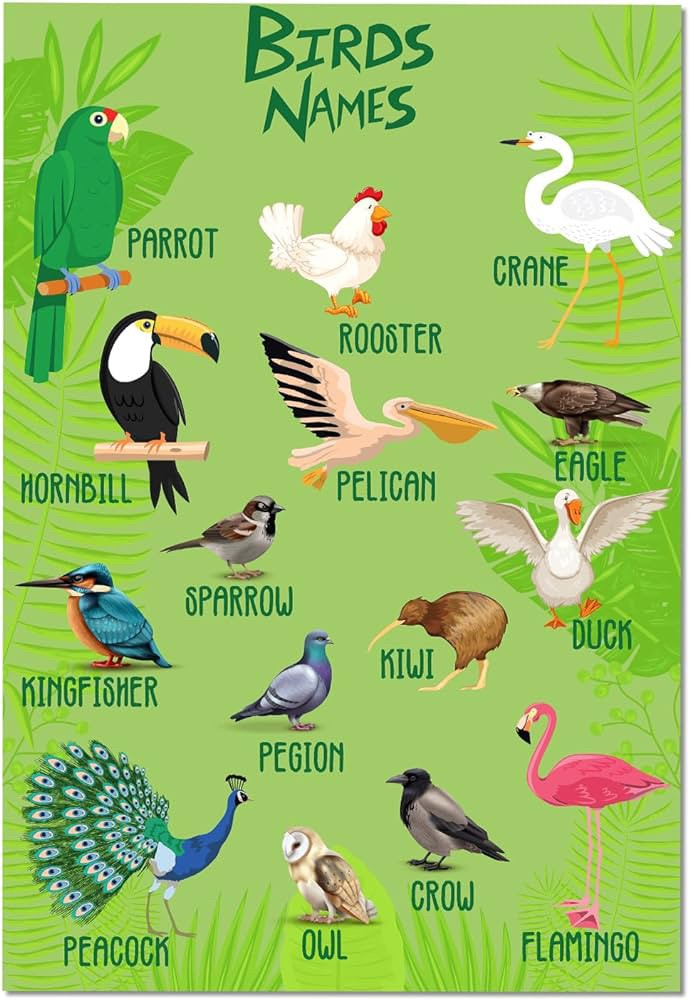 BIRDS
NAMES
PARROT
CRANE
ROOSTER
HORNBILL
PELICAN
EAGLE
SPARROW
DUCK
KIWI
KINGFISHER
PEGION
CROW
PEACOCK
OWL
FLAMINGO